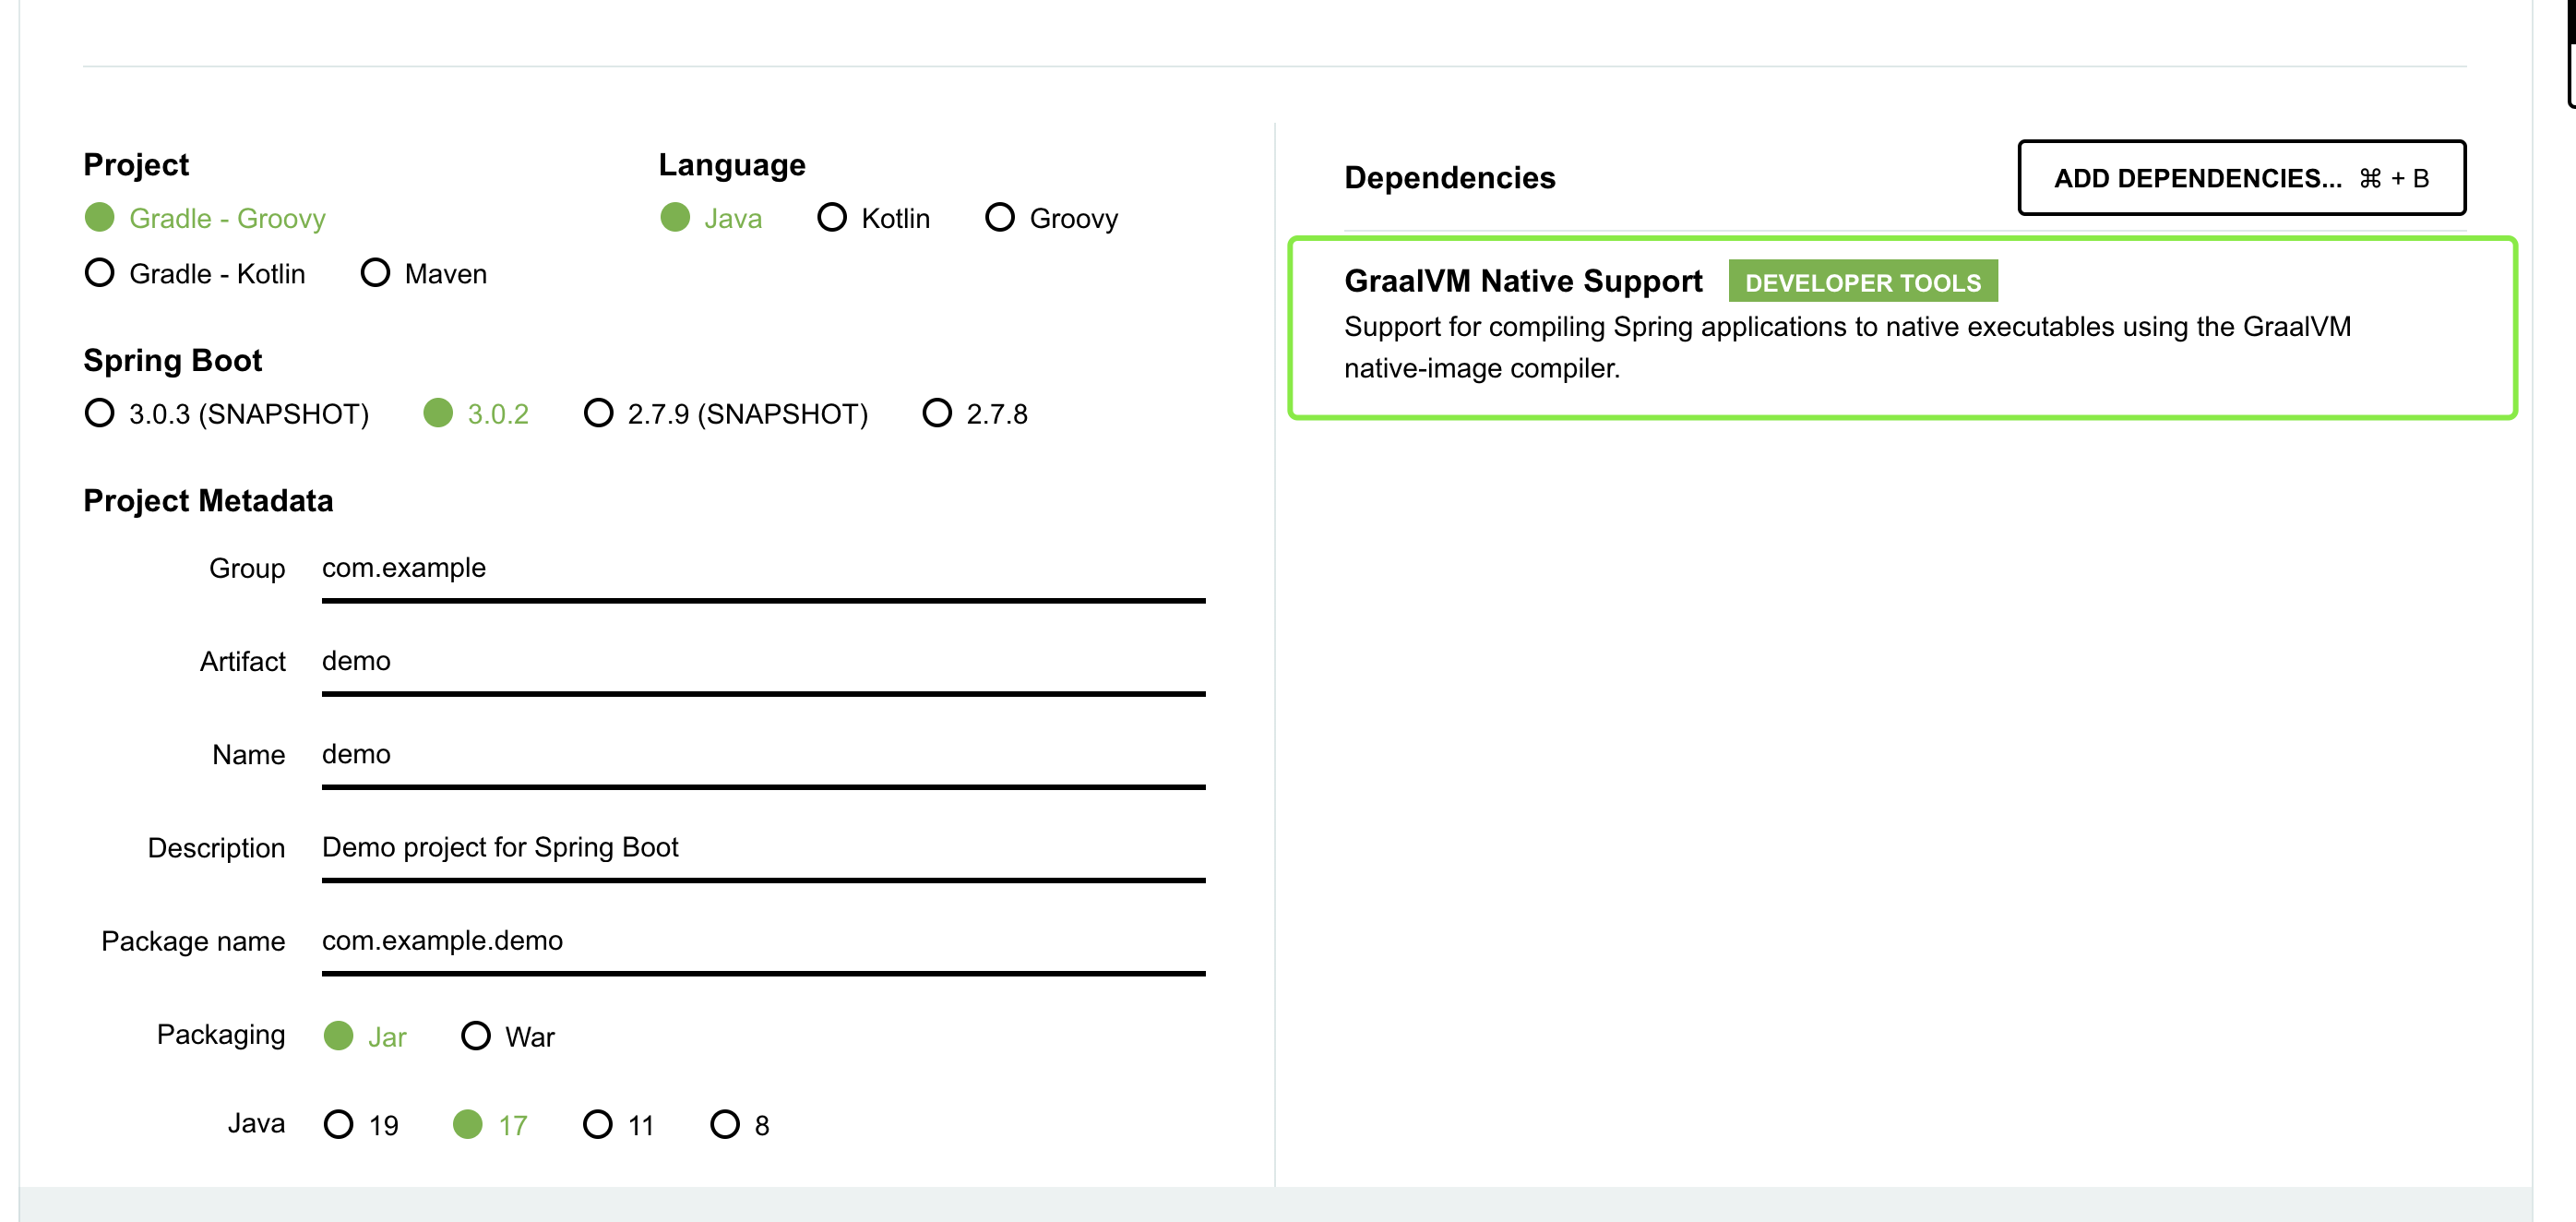 Project
Gradle - Groovy
Gradle - Kotlin Maven
Language
Java Kotlin Groovy
Spring Boot
3.0.3 (SNAPSHOT) 3.0.2 2.7.9 (SNAPSHOT) 2.7.8
Project Metadata
Group com.example
Artifact demo
Name demo
Description Demo project for Spring Boot
Package name com.example.demo
Packaging Jar War
Java 19 17 11 8
Dependencies ADD DEPENDENCIES... ⌘ + B
GraalVM Native Support DEVELOPER TOOLS
Support for compiling Spring applications to native executables using the GraalVM
native-image compiler.